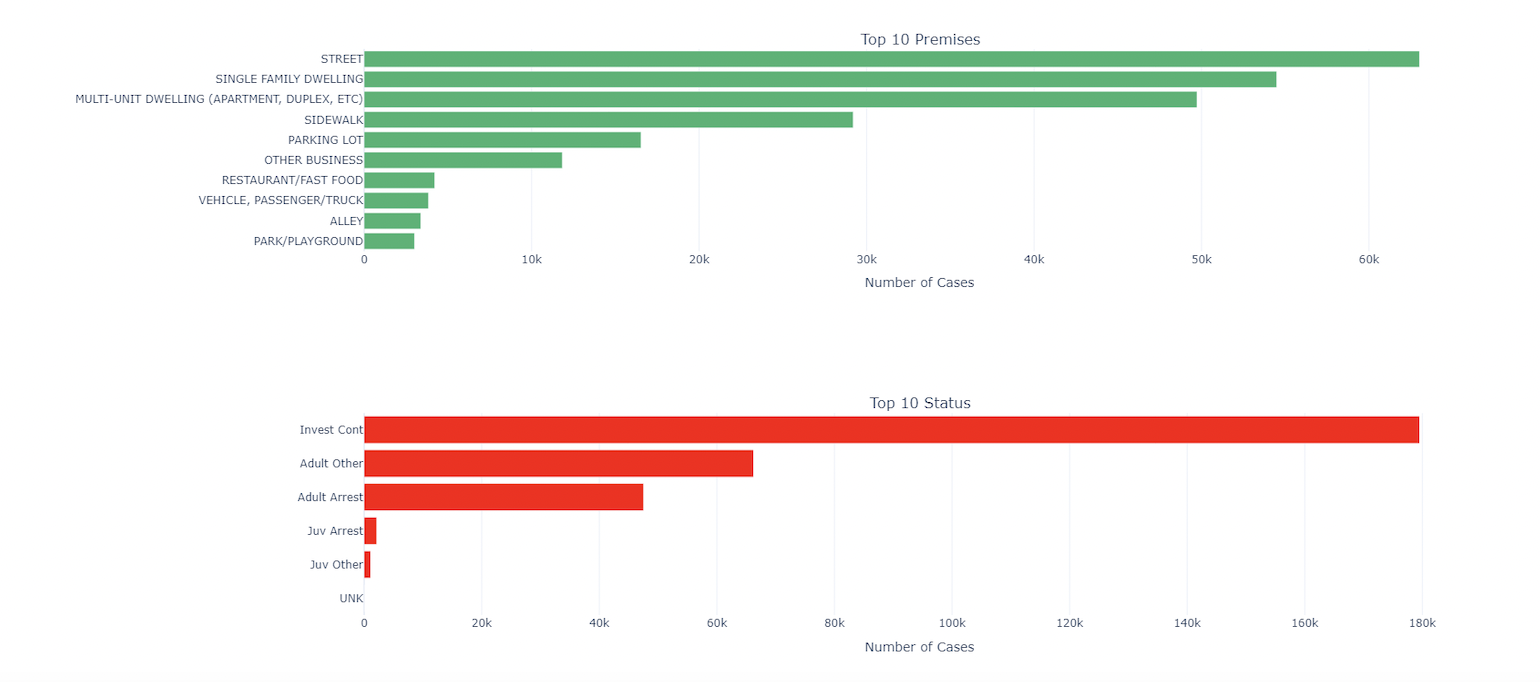 Top 10 Premises
STREET
SINGLE FAMILY DWELLING
MULTI-UNIT DWELLING (APARTMENT, DUPLEX, ETC)
SIDEWALK
PARKING LOT
OTHER BUSINESS
RESTAURANT/FAST FOOD
VEHICLE, PASSENGER/TRUCK
ALLEY
PARK/PLAYGROUND
0 10k 20k 30k 40k 50k 60k
Number of Cases
Top 10 Status
Invest Cont
Adult Other
Adult Arrest
Juv Arrest
Juv Other
UNK
0 20k 40k 60k 80k 100k 120k 140k 160k 180k
Number of Cases